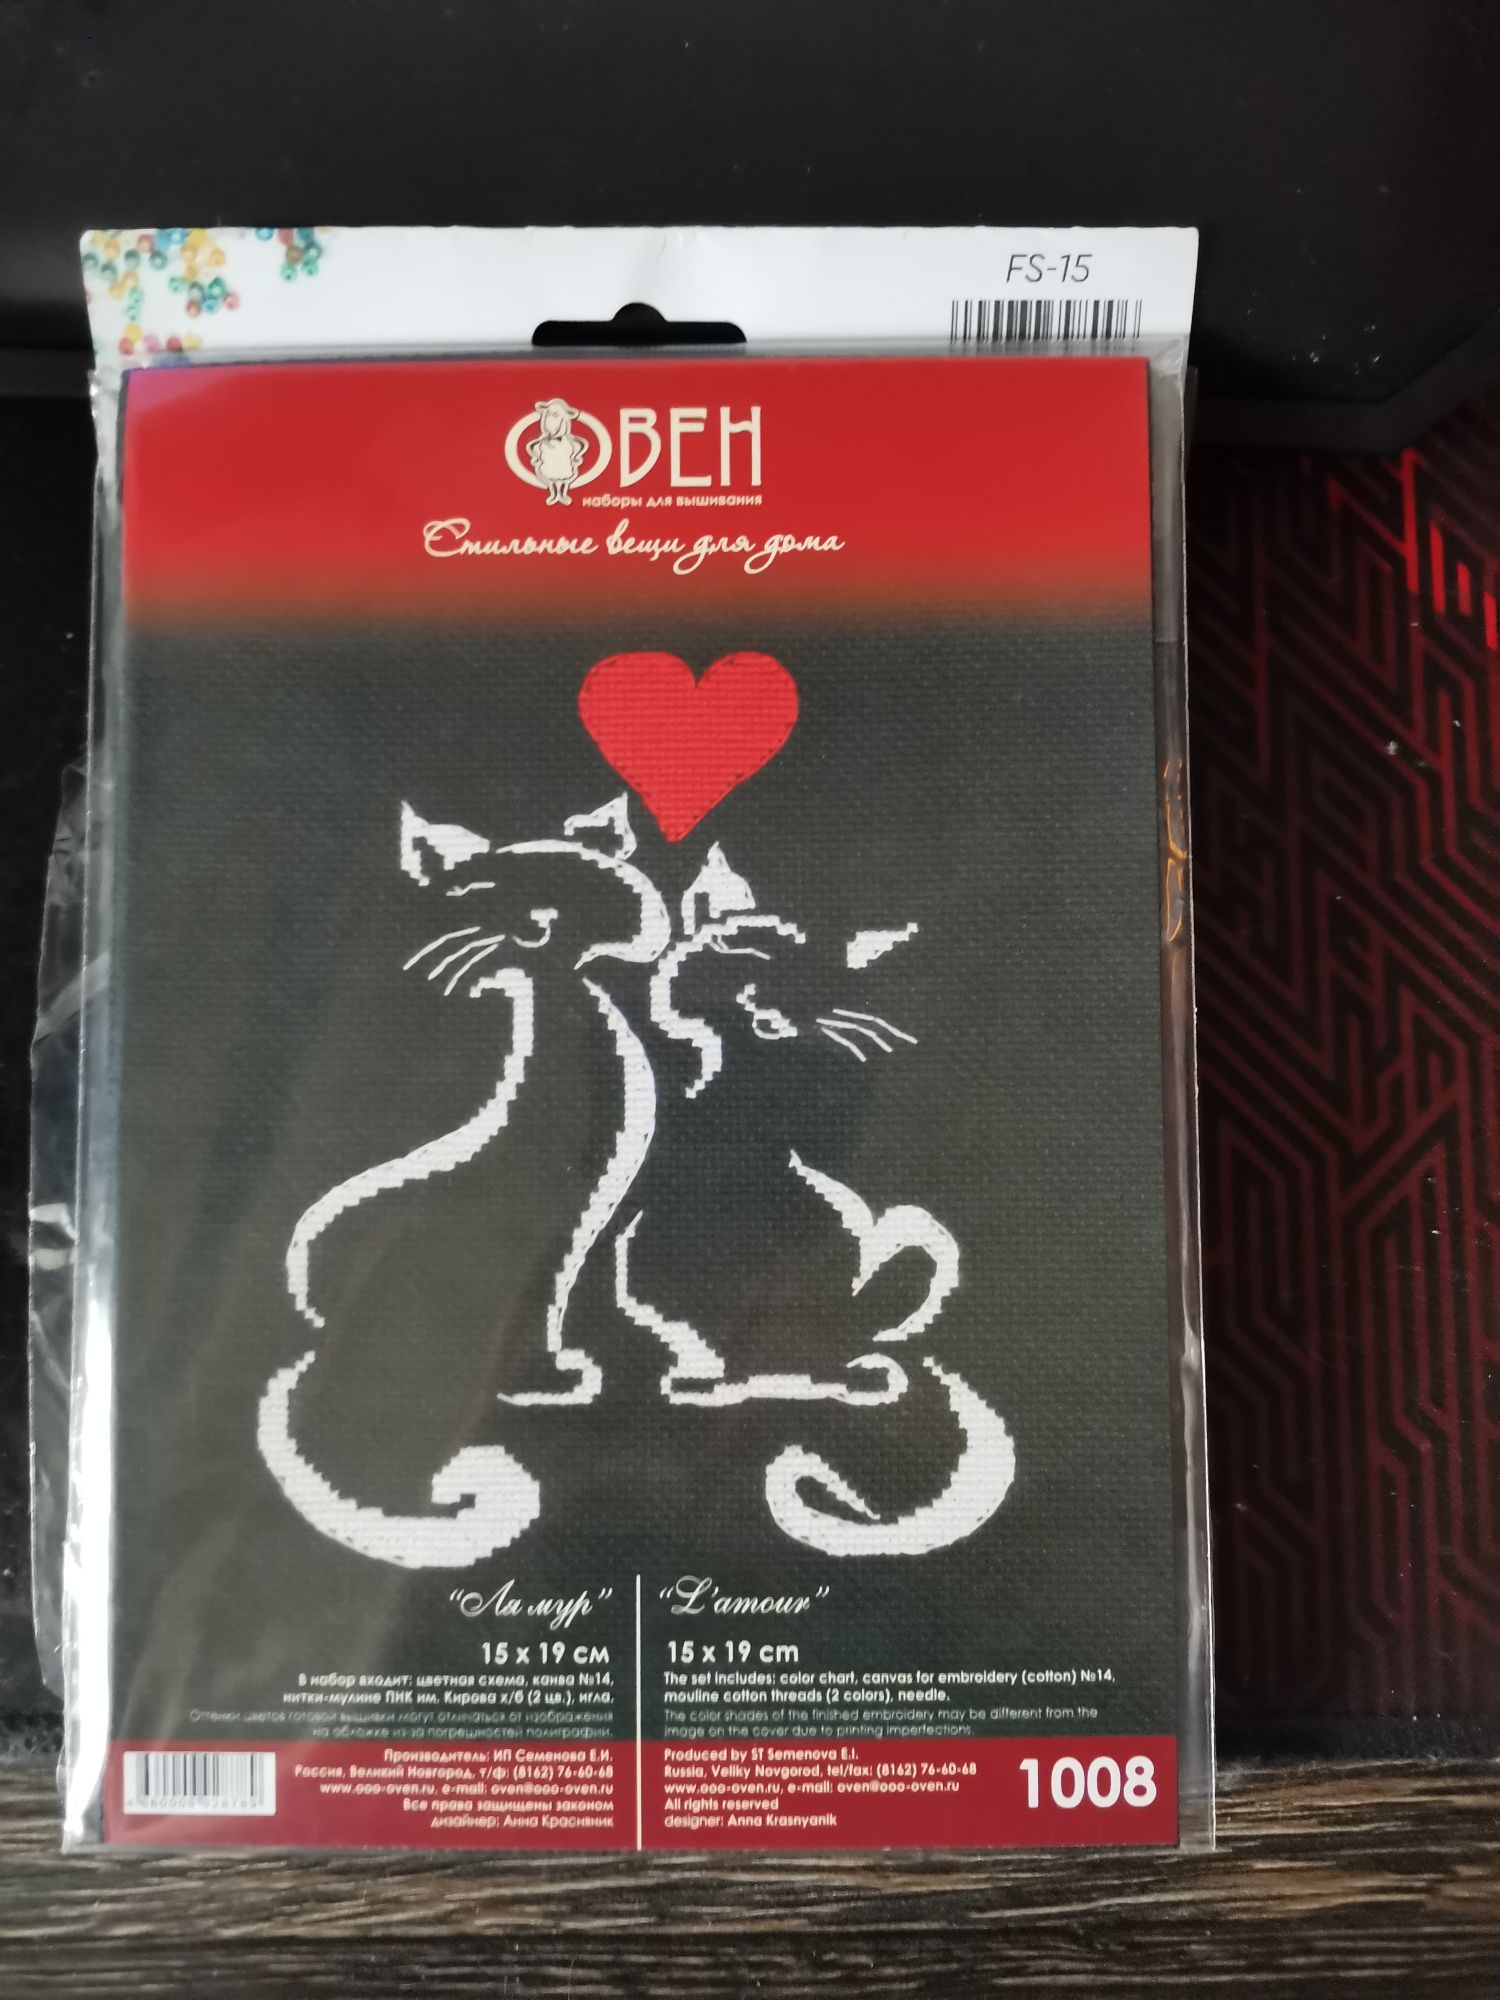 FS-15
ОВЕН
наборы для вышивания
Стильные вещи для дома
“Ля мур”
15 x 19 см
В набор входит: цветная схема, канва №14,
нитки-мулине ПНК им. Кирова х/б (2 цв.), игла.
Оттенки цветов готовой вышивки могут отличаться от изображения
на обложке из-за погрешностей полиграфии.
“L'amour”
15 x 19 cm
The set includes: color chart, canvas for embroidery (cotton) №14,
mouline cotton threads (2 colors), needle.
The color shades of the finished embroidery may be different from the
image on the cover due to printing imperfections.
Производитель: ИП Семенова Е.И.
Россия, Великий Новгород, т/ф: (8162) 76-60-68
www.ooo-oven.ru, e-mail: oven@ooo-oven.ru
Все права защищены законом
дизайнер: Анна Красняник
Produced by ST Semenova E.I.
Russia, Veliky Novgorod, tel/fax: (8162) 76-60-68
www.ooo-oven.ru, e-mail: oven@ooo-oven.ru
All rights reserved
designer: Anna Krasnyanik
1008